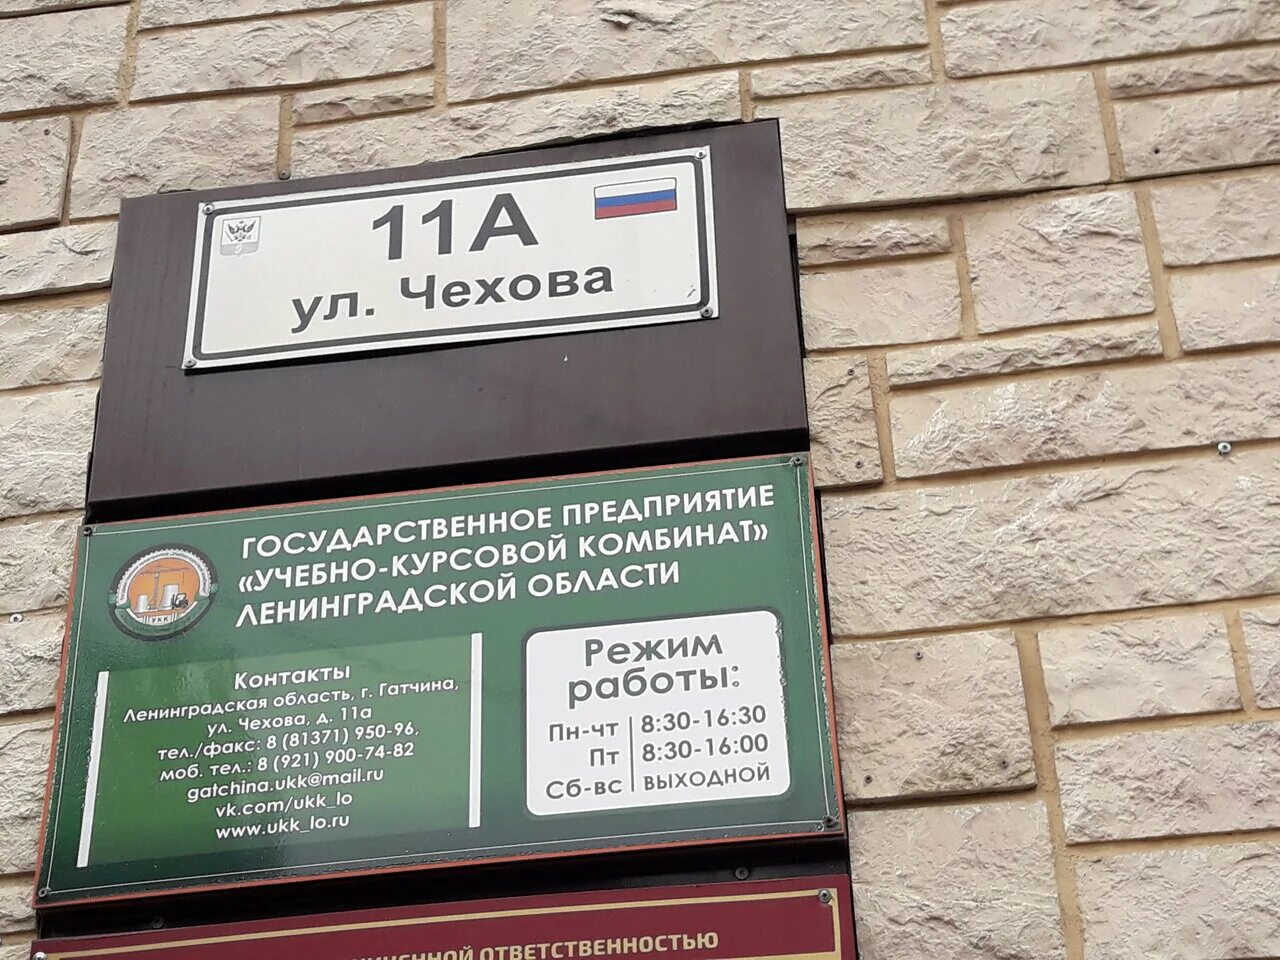 11А
ул. Чехова
ГОСУДАРСТВЕННОЕ ПРЕДПРИЯТИЕ
«УЧЕБНО-КУРСОВОЙ КОМБИНАТ»
ЛЕНИНГРАДСКОЙ ОБЛАСТИ
УКК
Контакты
Ленинградская область, г. Гатчина,
ул. Чехова, д. 11а
тел./факс: 8 (81371) 950-96,
моб. тел.: 8 (921) 900-74-82
gatchina.ukk@mail.ru
vk.com/ukk_lo
www.ukk_lo.ru
Режим
работы:
Пн-чт 8:30-16:30
Пт 8:30-16:00
Сб-вс ВЫХОДНОЙ
ОТВЕТСТВЕННОСТЬЮ